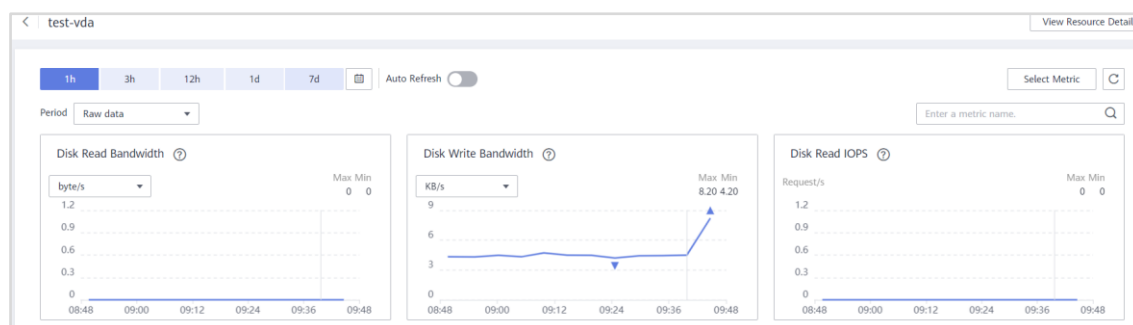 test-vda
View Resource Detail
1h 3h 12h 1d 7d Auto Refresh Select Metric
Period Raw data Enter a metric name.
Disk Read Bandwidth
byte/s Max Min
0 0
1.2
0.9
0.6
0.3
0
08:48 09:00 09:12 09:24 09:36 09:48
Disk Write Bandwidth
KB/s Max Min
8.20 4.20
9
6
3
0
08:48 09:00 09:12 09:24 09:36 09:48
Disk Read IOPS
Request/s Max Min
0 0
1.2
0.9
0.6
0.3
0
08:48 09:00 09:12 09:24 09:36 09:48